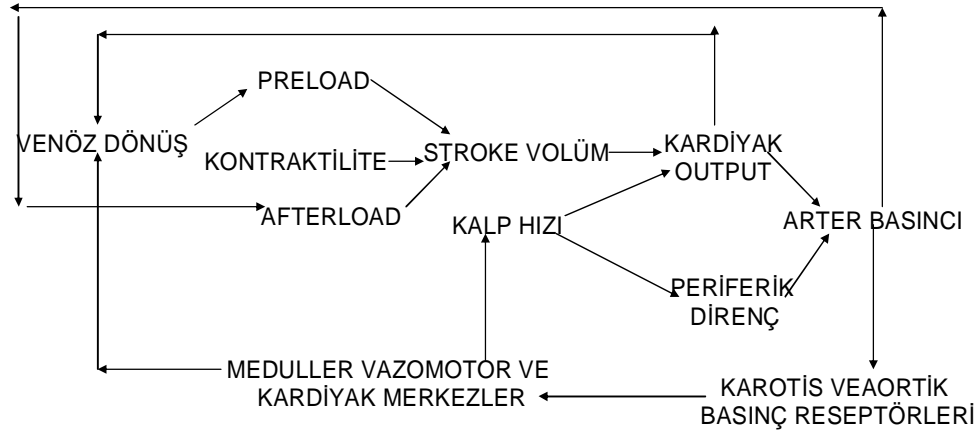 PRELOAD
VENÖZ DÖNÜŞ
KONTRAKTİLİTE
STROKE VOLÜM
KARDİYAK
OUTPUT
AFTERLOAD
KALP HIZI
ARTER BASINCI
PERİFERİK
DİRENÇ
MEDULLER VAZOMOTOR VE
KARDİYAK MERKEZLER
KAROTİS VEAORTİK
BASINÇ RESEPTÖRLERİ